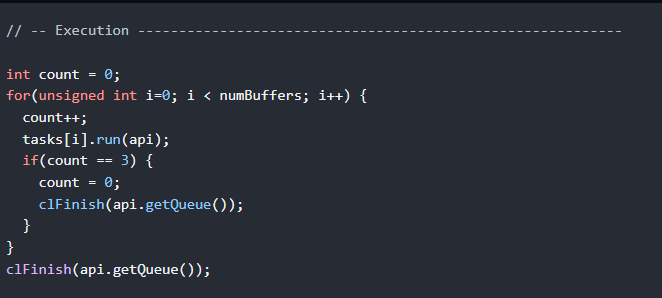 // -- Execution -----------------------------------------------------------
int count = 0;
for(unsigned int i=0; i < numBuffers; i++) {
  count++;
  tasks[i].run(api);
  if(count == 3) {
    count = 0;
    clFinish(api.getQueue());
  }
}
clFinish(api.getQueue());